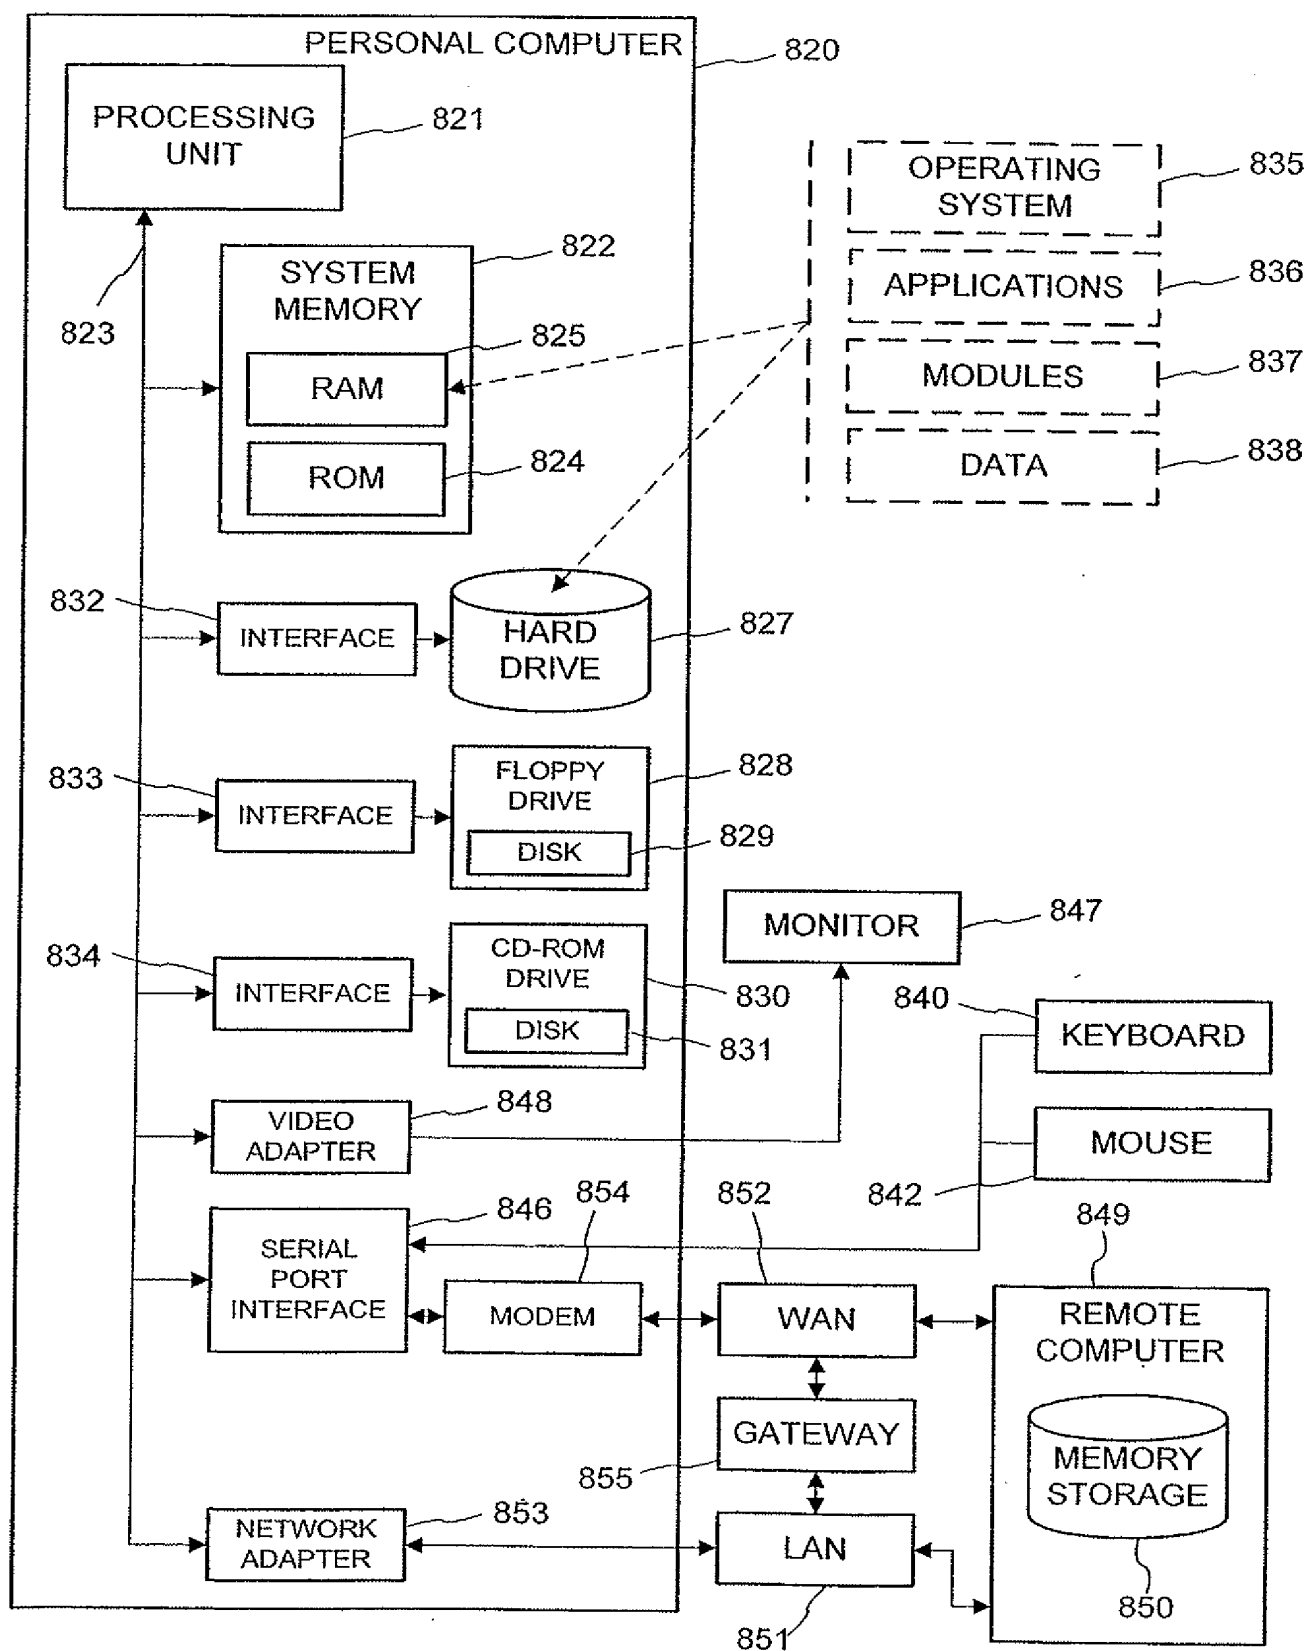 PERSONAL COMPUTER
820
PROCESSING
UNIT
821
823
822
SYSTEM
MEMORY
825
RAM
824
ROM
OPERATING
SYSTEM
835
APPLICATIONS
836
MODULES
837
DATA
838
832
INTERFACE
HARD
DRIVE
827
833
INTERFACE
FLOPPY
DRIVE
828
DISK
829
834
INTERFACE
CD-ROM
DRIVE
830
DISK
831
MONITOR
847
840
KEYBOARD
MOUSE
842
VIDEO
ADAPTER
848
846
SERIAL
PORT
INTERFACE
854
MODEM
852
WAN
849
REMOTE
COMPUTER
GATEWAY
855
MEMORY
STORAGE
850
NETWORK
ADAPTER
853
LAN
851